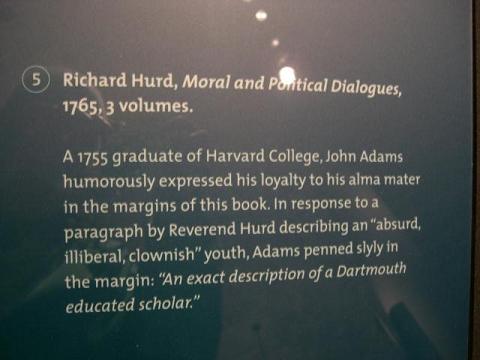 5 Richard Hurd, Moral and Political Dialogues,
1765, 3 volumes.
A 1755 graduate of Harvard College, John Adams
humorously expressed his loyalty to his alma mater
in the margins of this book. In response to a
paragraph by Reverend Hurd describing an “absurd,
illiberal, clownish” youth, Adams penned slyly in
the margin: “An exact description of a Dartmouth
educated scholar.”